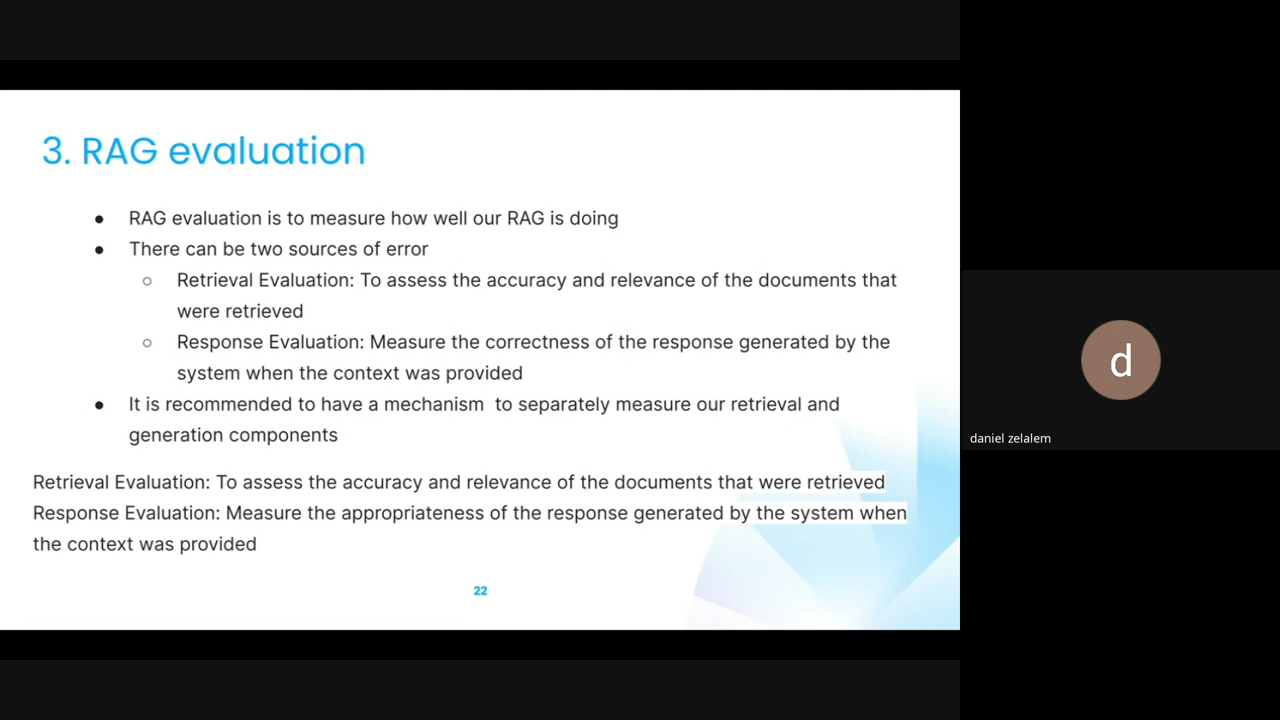 3. RAG evaluation
● RAG evaluation is to measure how well our RAG is doing
● There can be two sources of error
○ Retrieval Evaluation: To assess the accuracy and relevance of the documents that
were retrieved
○ Response Evaluation: Measure the correctness of the response generated by the
system when the context was provided
● It is recommended to have a mechanism  to separately measure our retrieval and
generation components
Retrieval Evaluation: To assess the accuracy and relevance of the documents that were retrieved
Response Evaluation: Measure the appropriateness of the response generated by the system when
the context was provided
22
d
daniel zelalem